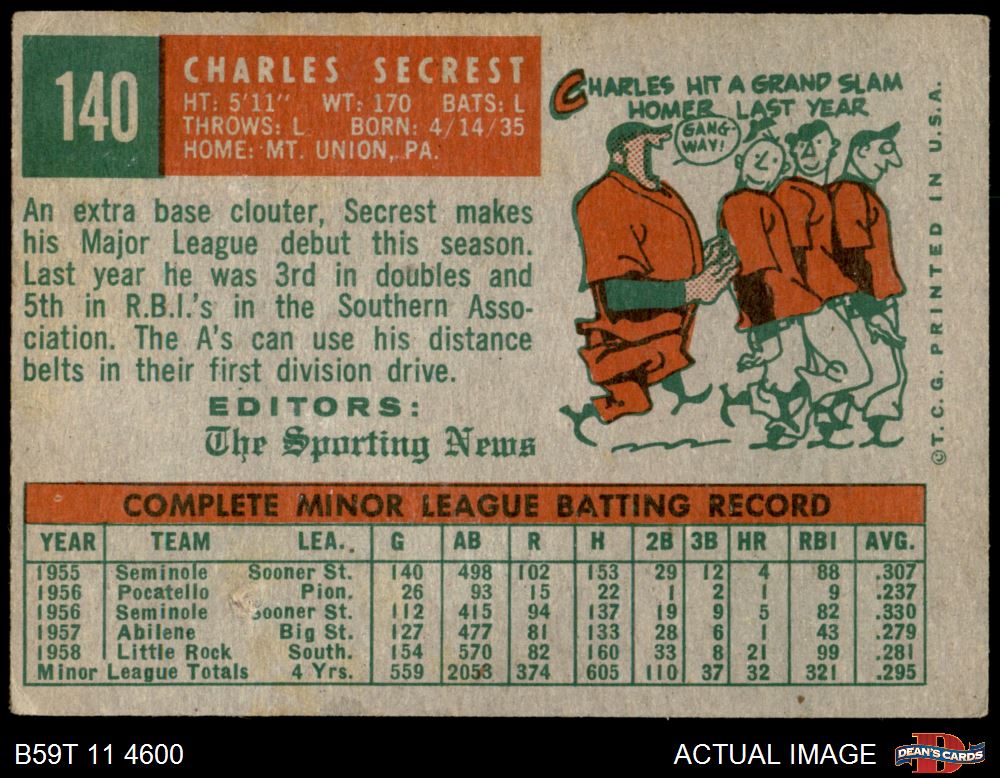 140
CHARLES SECREST
HT: 5'11" WT: 170 BATS: L
THROWS: L BORN: 4/14/35
HOME: MT. UNION, PA.
An extra base clouter, Secrest makes
his Major League debut this season.
Last year he was 3rd in doubles and
5th in R.B.I.'s in the Southern Asso-
ciation. The A's can use his distance
belts in their first division drive.
EDITORS:
The Sporting News
CHARLES HIT A GRAND SLAM
HOMER LAST YEAR
GANG-
WAY!
©T.C.G. PRINTED IN U.S.A.
COMPLETE MINOR LEAGUE BATTING RECORD
YEAR TEAM LEA. G AB R H 2B 3B HR RBI AVG.
1955 Seminole Sooner St. 140 498 102 153 29 12 4 88 .307
1956 Pocatello Pion. 26 93 15 22 1 2 1 9 .237
1956 Seminole Sooner St. 112 415 94 137 19 9 5 82 .330
1957 Abilene Big St. 127 477 81 133 28 6 1 43 .279
1958 Little Rock South. 154 570 82 160 33 8 21 99 .281
Minor League Totals 4 Yrs. 559 2053 374 605 110 37 32 321 .295
B59T 11 4600
ACTUAL IMAGE
DEAN'S CARDS